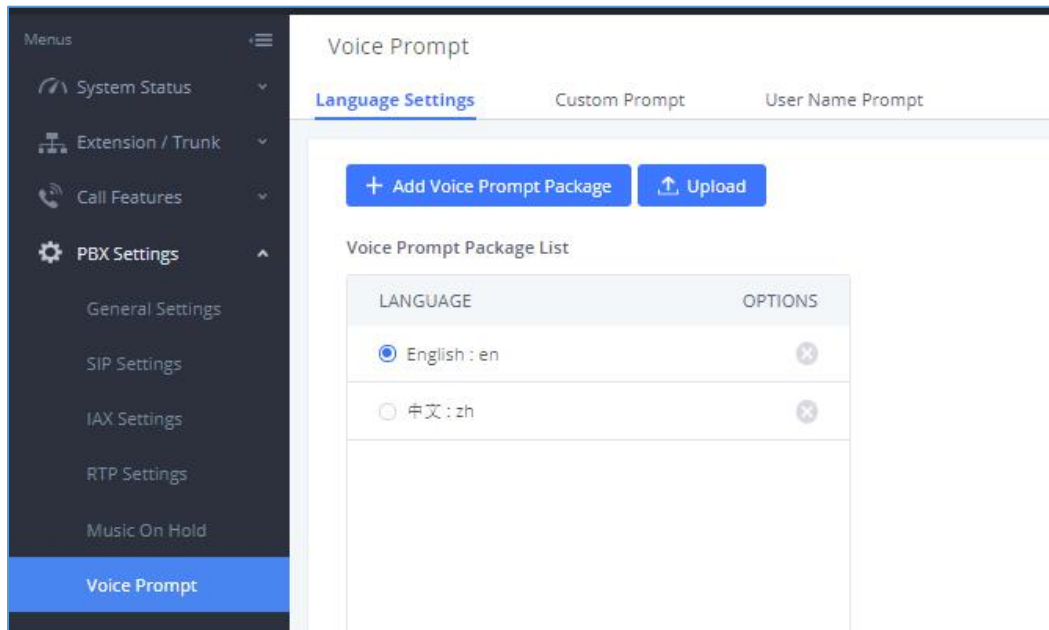 Menus
System Status
Extension / Trunk
Call Features
PBX Settings
General Settings
SIP Settings
IAX Settings
RTP Settings
Music On Hold
Voice Prompt
Voice Prompt
Language Settings Custom Prompt User Name Prompt
+ Add Voice Prompt Package Upload
Voice Prompt Package List
LANGUAGE OPTIONS
English : en
中文 : zh